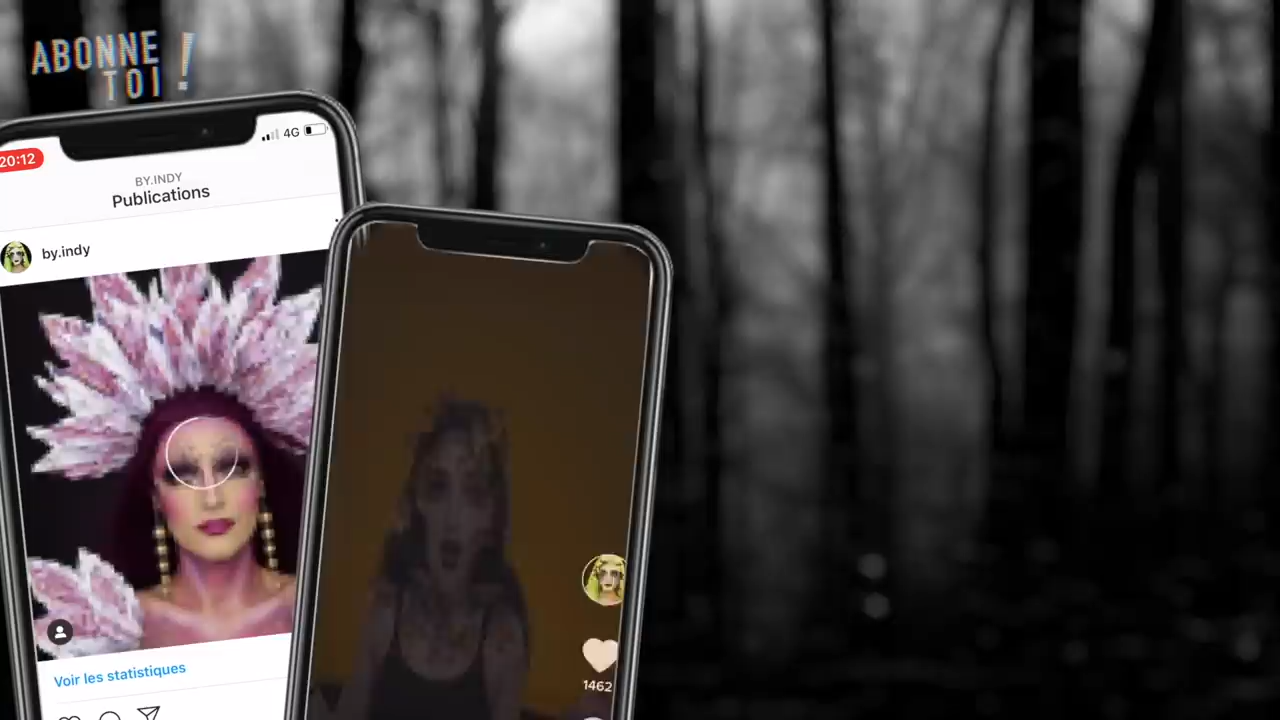 ABONNE
TOI !
20:12
4G
BY.INDY
Publications
by.indy
Voir les statistiques
1462